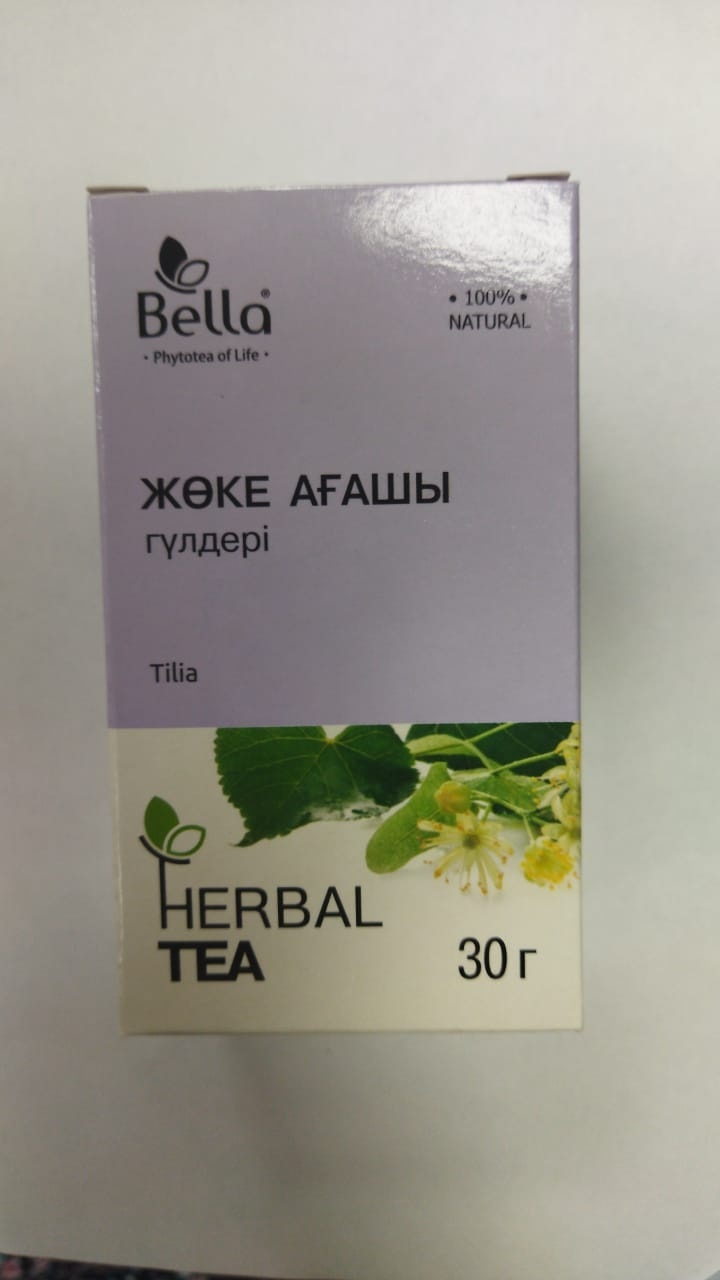 Bella®
• Phytotea of Life •
• 100% •
NATURAL
ЖӨКЕ АҒАШЫ
гүлдері
Tilia
HERBAL
TEA
30 г